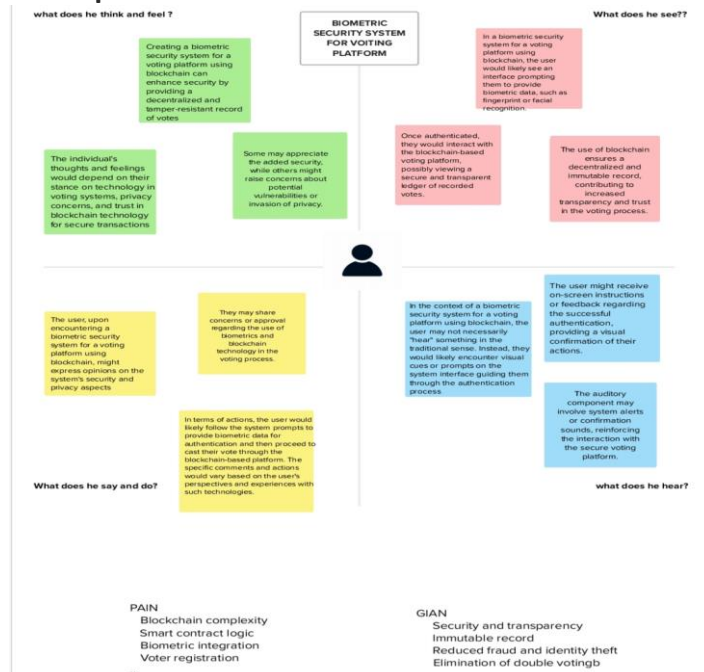 what does he think and feel ?
BIOMETRIC
SECURITY SYSTEM
FOR VOITING
PLATFORM
What does he see??
Creating a biometric
security system for a
voting platform using
blockchain can
enhance security by
providing a
decentralized and
tamper-resistant record
of votes
The individual's
thoughts and feelings
would depend on their
stance on technology in
voting systems, privacy
concerns, and trust in
blockchain technology
for secure transactions
Some may appreciate
the added security,
while others might
raise concerns about
potential
vulnerabilities or
invasion of privacy.
In a biometric security
system for a voting
platform using
blockchain, the user
would likely see an
interface prompting
them to provide
biometric data, such as
fingerprint or facial
recognition.
Once authenticated,
they would interact with
the blockchain-based
voting platform,
possibly viewing a
secure and transparent
ledger of recorded
votes.
The use of blockchain
ensures a
decentralized and
immutable record,
contributing to
increased
transparency and trust
in the voting process.
The user, upon
encountering a
biometric security
system for a voting
platform using
blockchain, might
express opinions on the
system's security and
privacy aspects
They may share
concerns or approval
regarding the use of
biometrics and
blockchain
technology in the
voting process.
In terms of actions, the user would
likely follow the system prompts to
provide biometric data for
authentication and then proceed to
cast their vote through the
blockchain-based platform. The
specific comments and actions
would vary based on the user's
perspectives and experiences with
such technologies.
What does he say and do?
In the context of a biometric
security system for a voting
platform using blockchain, the
user may not necessarily
"hear" something in the
traditional sense. Instead, they
would likely encounter visual
cues or prompts on the
system interface guiding them
through the authentication
process
The user might receive
on-screen instructions
or feedback regarding
the successful
authentication,
providing a visual
confirmation of their
actions.
The auditory
component may
involve system alerts
or confirmation
sounds, reinforcing
the interaction with
the secure voting
platform.
what does he hear?
PAIN
Blockchain complexity
Smart contract logic
Biometric integration
Voter registration
GIAN
Security and transparency
Immutable record
Reduced fraud and identity theft
Elimination of double votingb